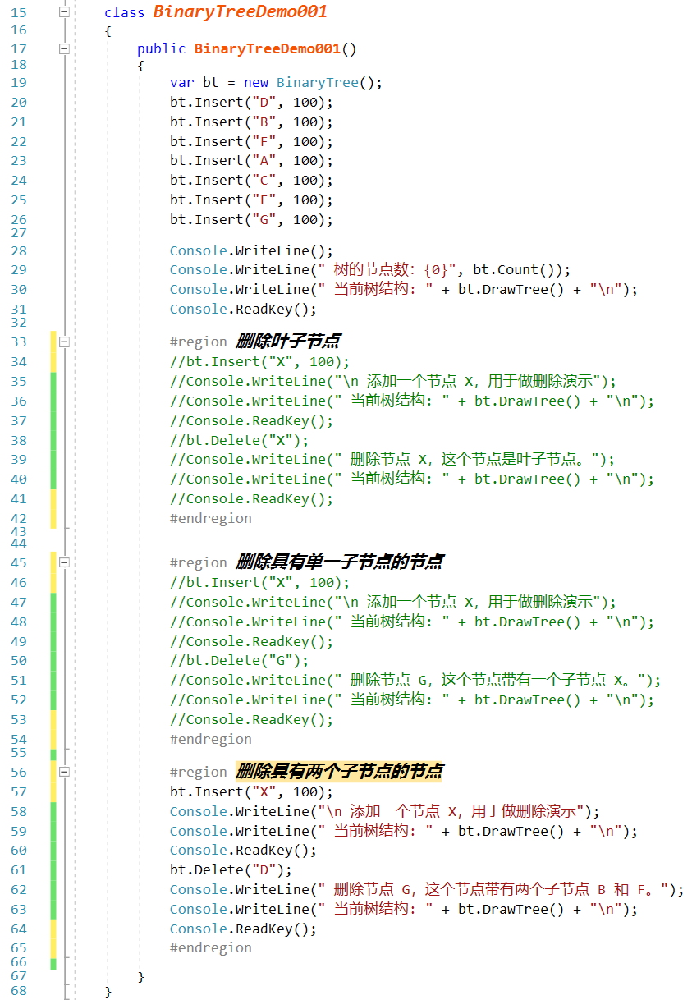 15 class BinaryTreeDemo001
16 {
17 public BinaryTreeDemo001()
18 {
19 var bt = new BinaryTree();
20 bt.Insert("D", 100);
21 bt.Insert("B", 100);
22 bt.Insert("F", 100);
23 bt.Insert("A", 100);
24 bt.Insert("C", 100);
25 bt.Insert("E", 100);
26 bt.Insert("G", 100);
27
28 Console.WriteLine();
29 Console.WriteLine(" 树的节点数: {0}", bt.Count());
30 Console.WriteLine(" 当前树结构: " + bt.DrawTree() + "\n");
31 Console.ReadKey();
32
33 #region 删除叶子节点
34 //bt.Insert("X", 100);
35 //Console.WriteLine("\n 添加一个节点 X, 用于做删除演示");
36 //Console.WriteLine(" 当前树结构: " + bt.DrawTree() + "\n");
37 //Console.ReadKey();
38 //bt.Delete("X");
39 //Console.WriteLine(" 删除节点 X, 这个节点是叶子节点。");
40 //Console.WriteLine(" 当前树结构: " + bt.DrawTree() + "\n");
41 //Console.ReadKey();
42 #endregion
43
44
45 #region 删除具有单一子节点的节点
46 //bt.Insert("X", 100);
47 //Console.WriteLine("\n 添加一个节点 X, 用于做删除演示");
48 //Console.WriteLine(" 当前树结构: " + bt.DrawTree() + "\n");
49 //Console.ReadKey();
50 //bt.Delete("G");
51 //Console.WriteLine(" 删除节点 G, 这个节点带有一个子节点 X。");
52 //Console.WriteLine(" 当前树结构: " + bt.DrawTree() + "\n");
53 //Console.ReadKey();
54 #endregion
55
56 #region 删除具有两个子节点的节点
57 bt.Insert("X", 100);
58 Console.WriteLine("\n 添加一个节点 X, 用于做删除演示");
59 Console.WriteLine(" 当前树结构: " + bt.DrawTree() + "\n");
60 Console.ReadKey();
61 bt.Delete("D");
62 Console.WriteLine(" 删除节点 G, 这个节点带有两个子节点 B 和 F。");
63 Console.WriteLine(" 当前树结构: " + bt.DrawTree() + "\n");
64 Console.ReadKey();
65 #endregion
66
67 }
68 }